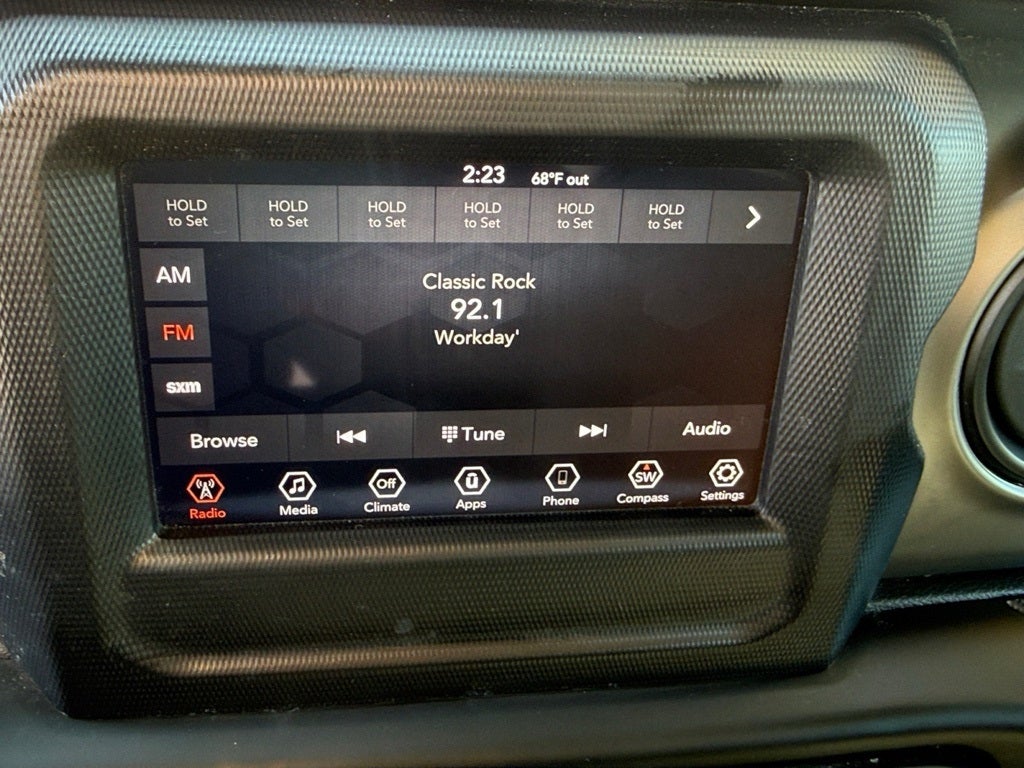 2:23 68°F out
HOLD to Set
HOLD to Set
HOLD to Set
HOLD to Set
HOLD to Set
HOLD to Set
AM
FM
sxm
Classic Rock
92.1
Workday'
Browse Tune Audio
Off SW
Radio Media Climate Apps Phone Compass Settings